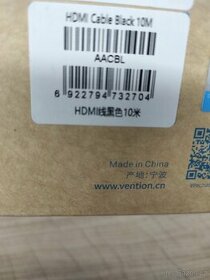 HDMI Cable Black 10M
AACBL
6 922794 732704
HDMI线黑色10米
Made in China
产地:宁波
www.vention.cn